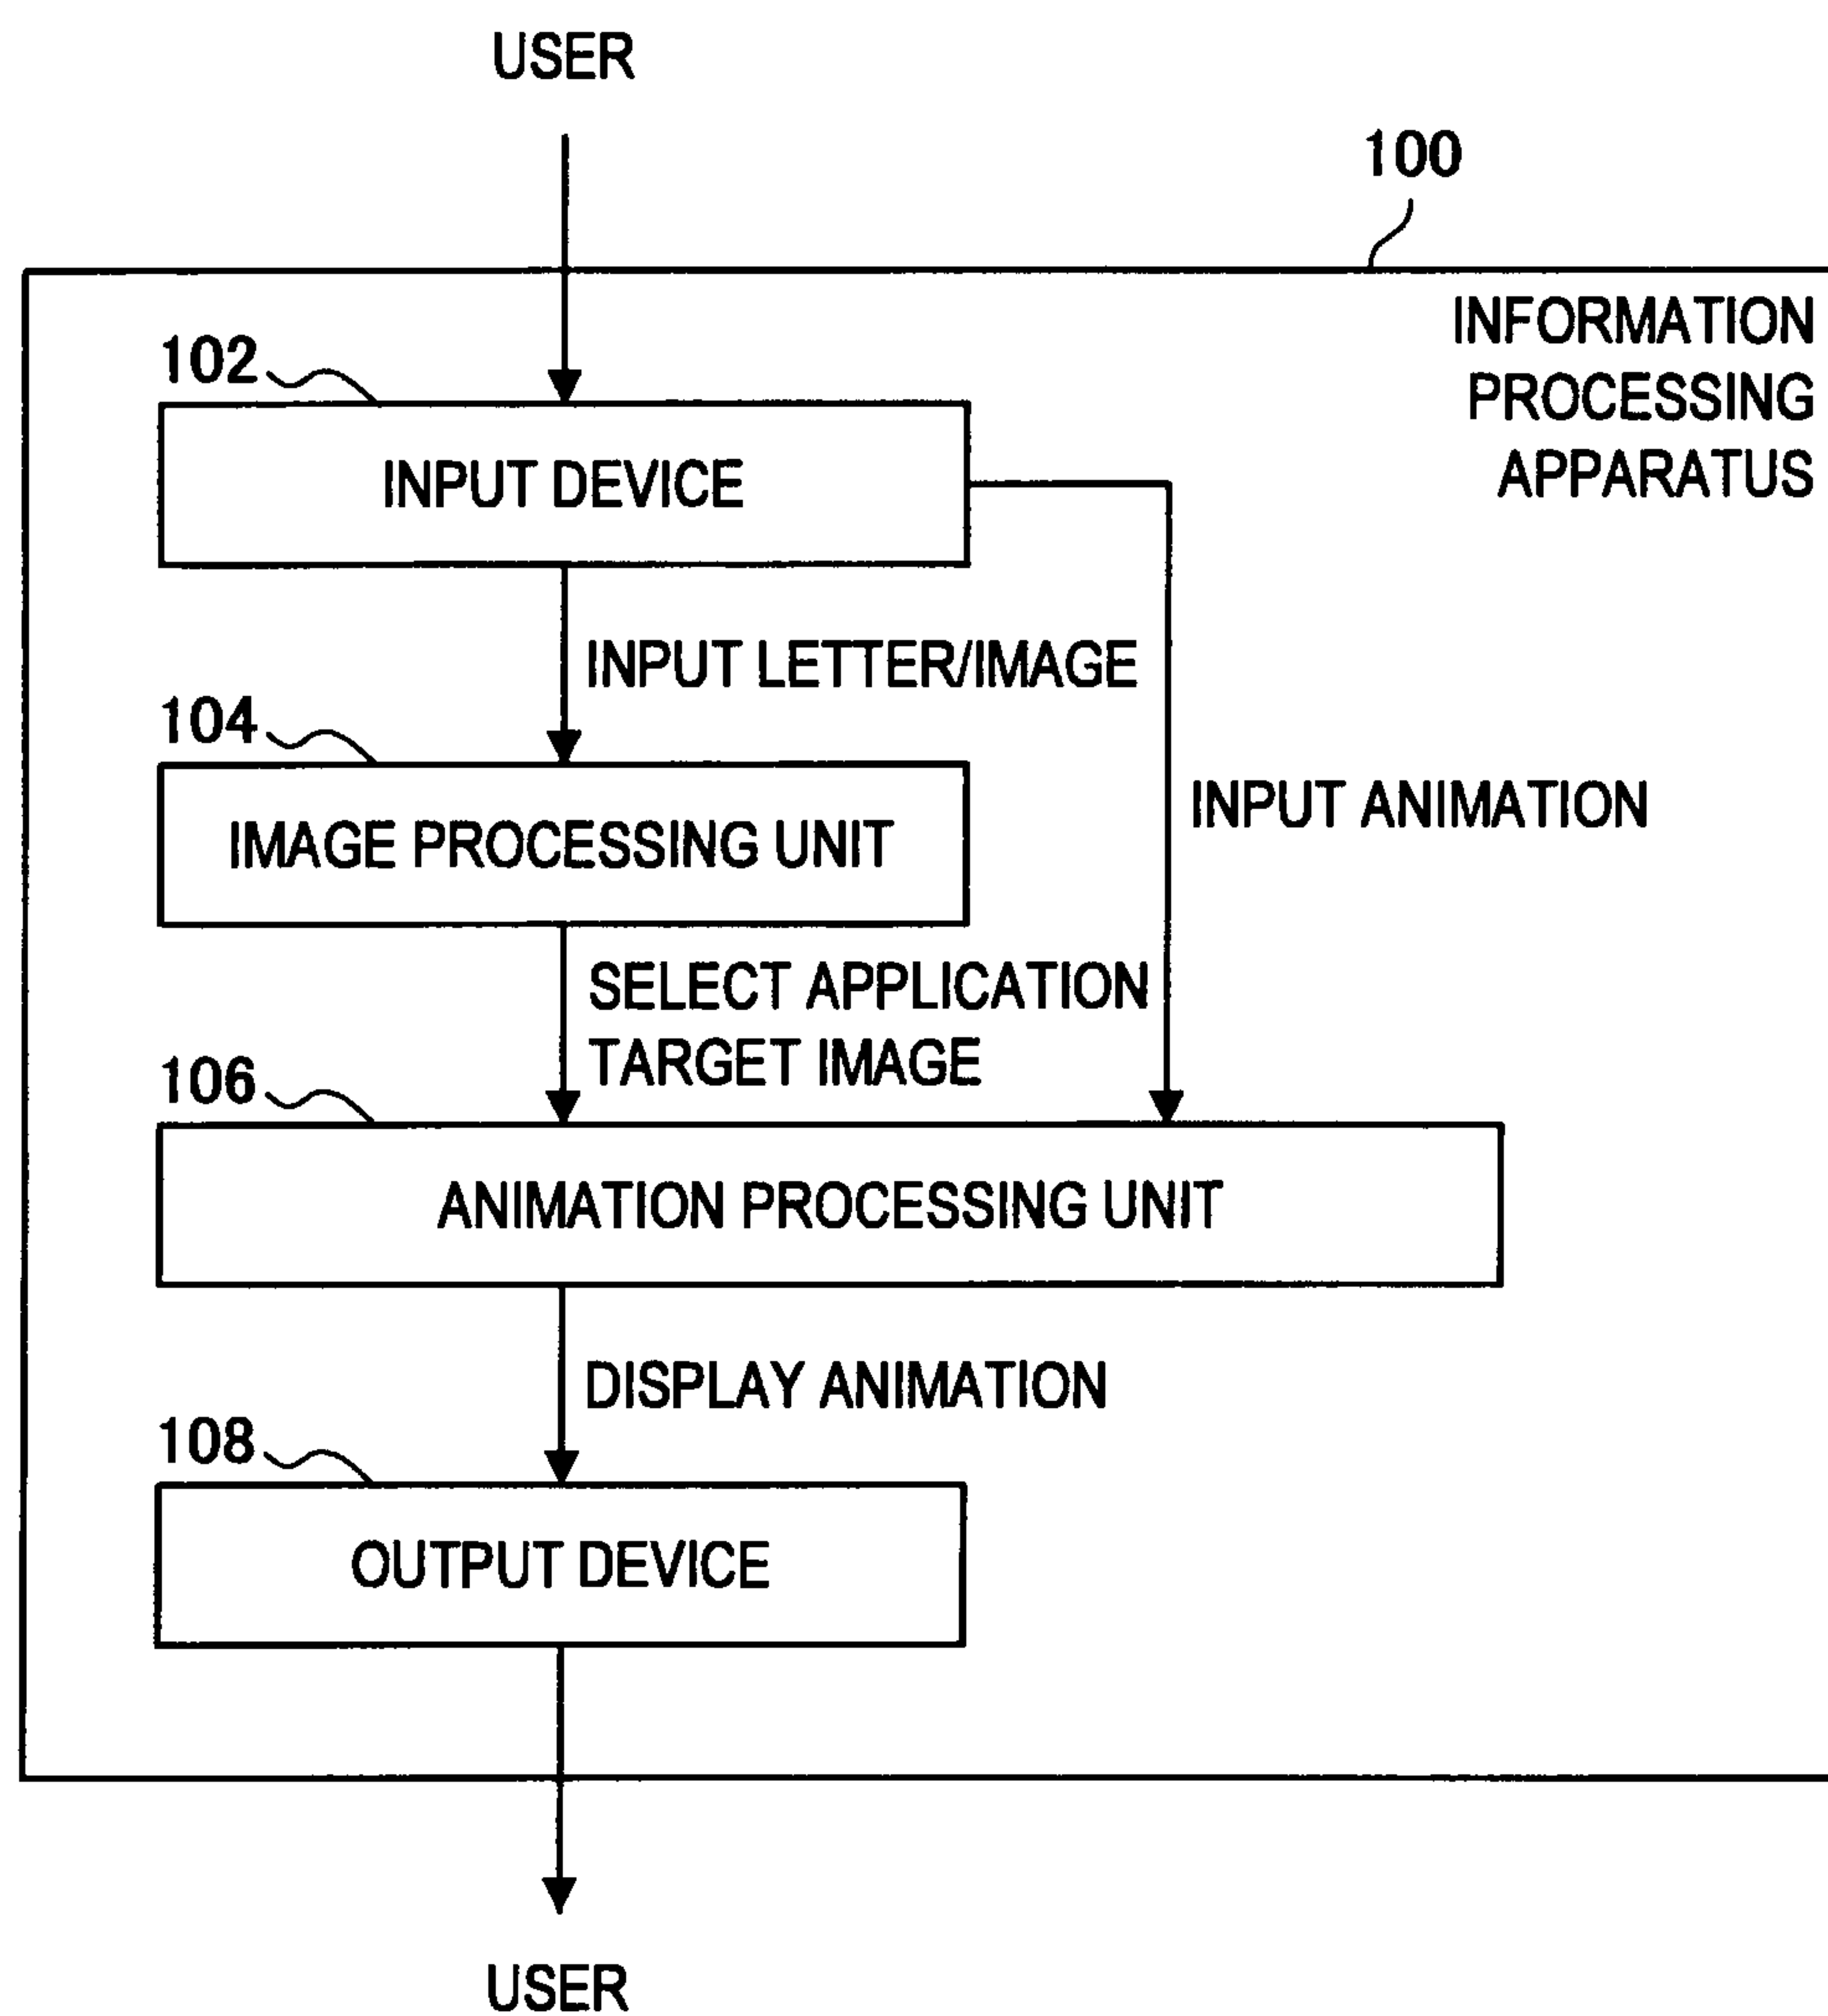 USER
100
INFORMATION
PROCESSING
APPARATUS
102
INPUT DEVICE
INPUT LETTER/IMAGE
104
INPUT ANIMATION
IMAGE PROCESSING UNIT
SELECT APPLICATION
TARGET IMAGE
106
ANIMATION PROCESSING UNIT
DISPLAY ANIMATION
108
OUTPUT DEVICE
USER